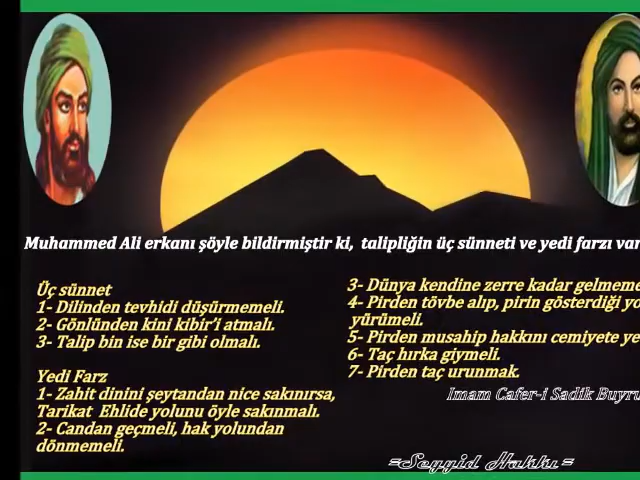 Muhammed Ali erkanı şöyle bildirmiştir ki, talipliğin üç sünneti ve yedi farzı var
Üç sünnet
1- Dilinden tevhidi düşürmemeli.
2- Gönlünden kini kibir'i atmalı.
3- Talip bin ise bir gibi olmalı.
Yedi Farz
1- Zahit dinini şeytandan nice sakınırsa,
Tarikat Ehlide yolunu öyle sakınmalı.
2- Candan geçmeli, hak yolundan
dönmemeli.
3- Dünya kendine zerre kadar gelmeme
4- Pirden tövbe alıp, pirin gösterdiği yo
yürümeli.
5- Pirden musahip hakkını cemiyete ye
6- Taç hırka giymeli.
7- Pirden taç urunmak.
Imam Cafer-i Sadik Buyru
=Seyyid Hakkı=